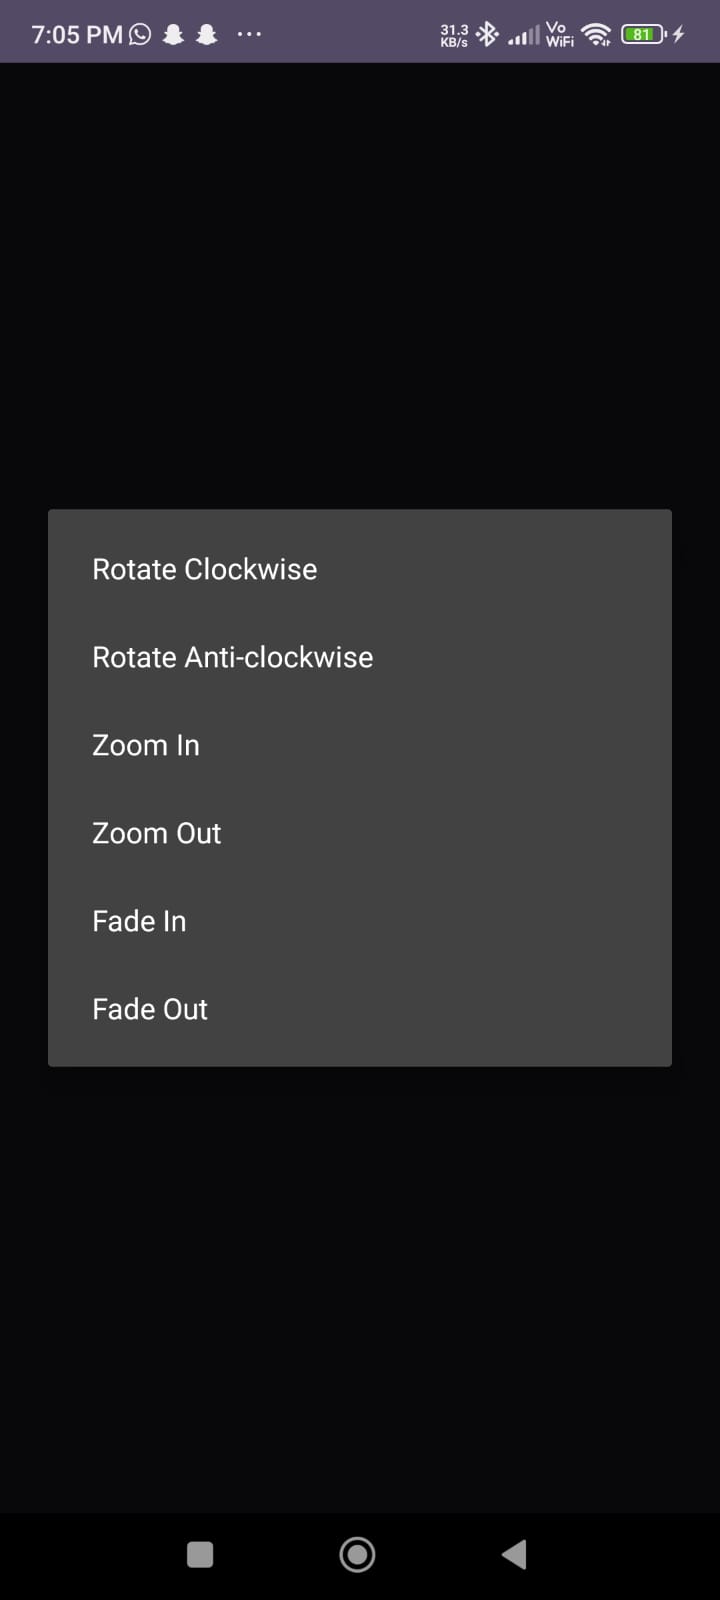 7:05 PM
31.3
KB/s
Vo
WiFi
81
Rotate Clockwise
Rotate Anti-clockwise
Zoom In
Zoom Out
Fade In
Fade Out